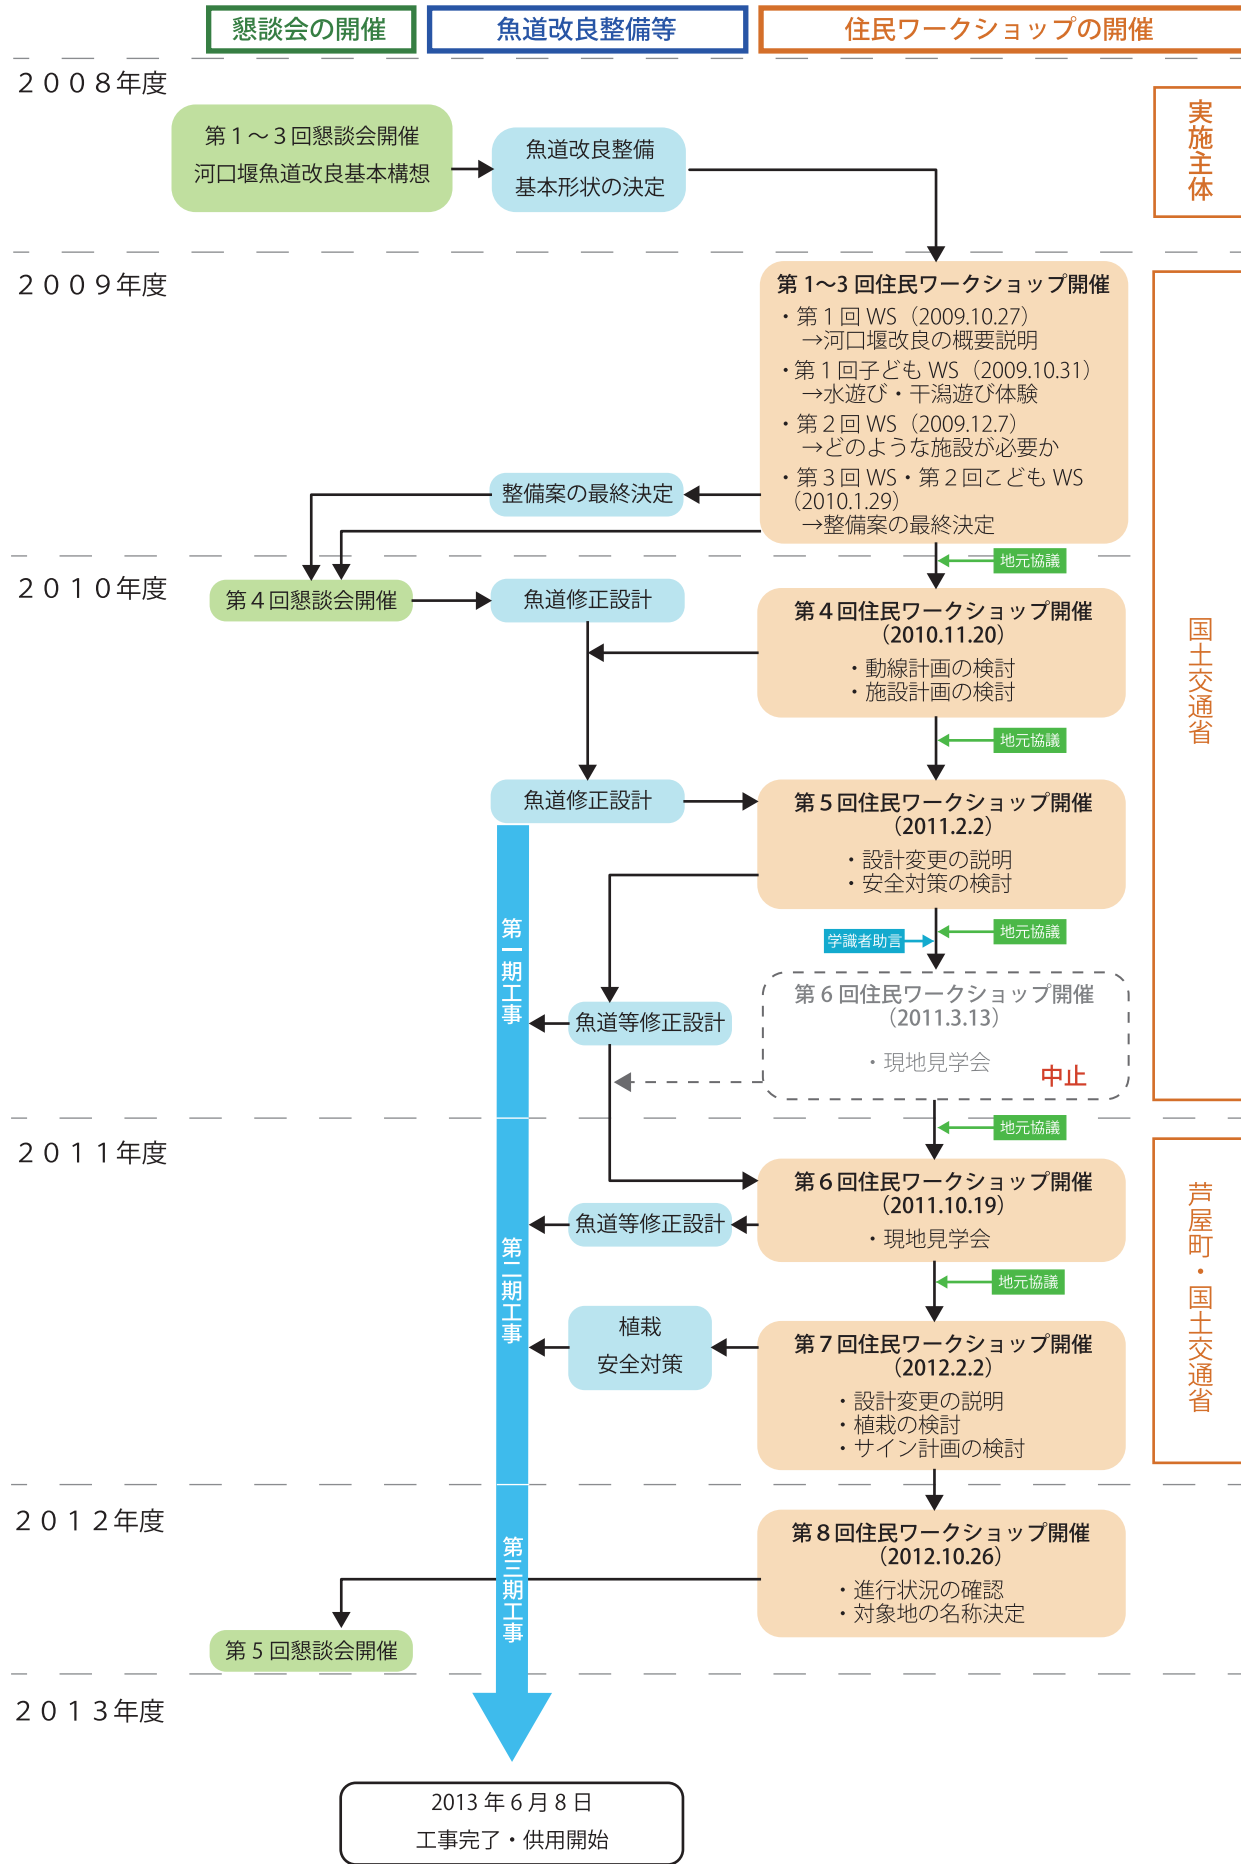 懇談会の開催
魚道改良整備等
住民ワークショップの開催
２００８年度
実施主体
第１～３回懇談会開催
河口堰魚道改良基本構想
魚道改良整備
基本形状の決定
２００９年度
第 1～3 回住民ワークショップ開催
・第 1 回 WS（2009.10.27）
→河口堰改良の概要説明
・第 1 回子ども WS（2009.10.31）
→水遊び・干潟遊び体験
・第 2 回 WS（2009.12.7）
→どのような施設が必要か
・第 3 回 WS・第 2 回こども WS
（2010.1.29）
→整備案の最終決定
整備案の最終決定
国土交通省
地元協議
２０１０年度
第４回懇談会開催
魚道修正設計
第４回住民ワークショップ開催
（2010.11.20）
・動線計画の検討
・施設計画の検討
地元協議
魚道修正設計
第５回住民ワークショップ開催
（2011.2.2）
・設計変更の説明
・安全対策の検討
第一期工事
学識者助言
地元協議
第 6 回住民ワークショップ開催
（2011.3.13）
・現地見学会
中止
魚道等修正設計
地元協議
２０１１年度
第６回住民ワークショップ開催
（2011.10.19）
・現地見学会
魚道等修正設計
芦屋町・国土交通省
第二期工事
地元協議
植栽
安全対策
第７回住民ワークショップ開催
（2012.2.2）
・設計変更の説明
・植栽の検討
・サイン計画の検討
２０１２年度
第８回住民ワークショップ開催
（2012.10.26）
・進行状況の確認
・対象地の名称決定
第三期工事
第 5 回懇談会開催
２０１３年度
2013 年 6 月 8 日
工事完了・供用開始